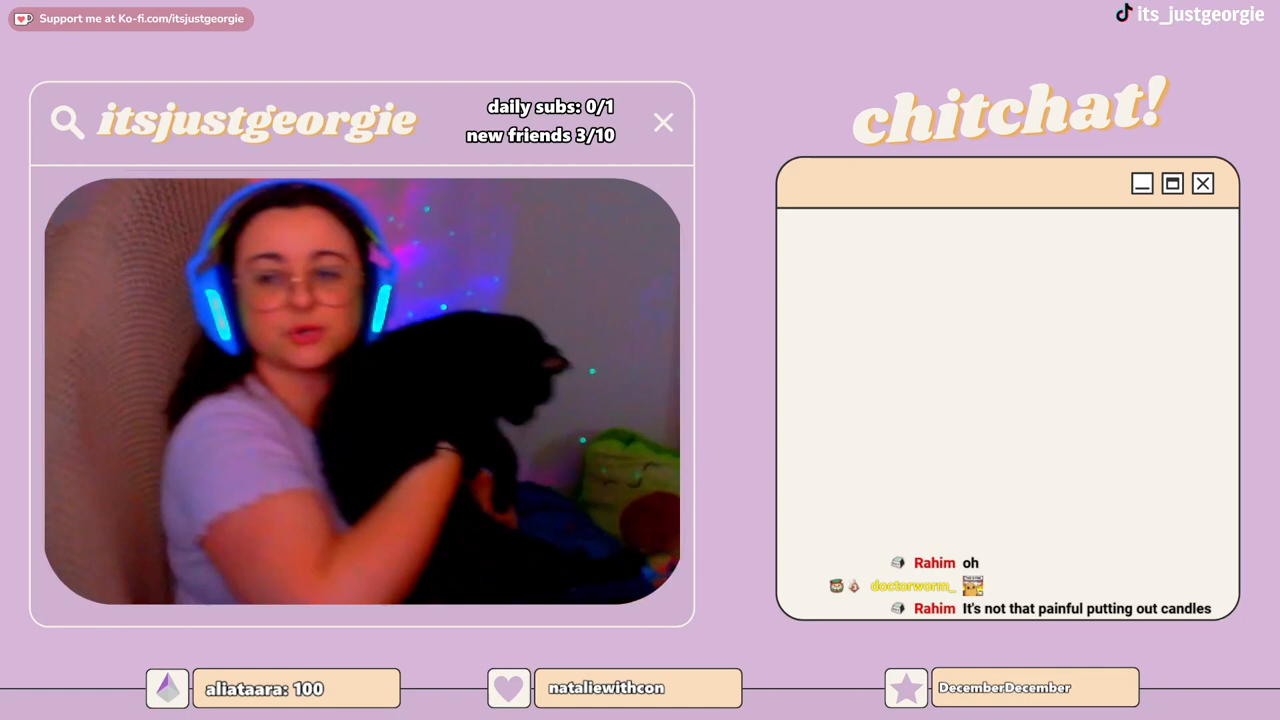 Support me at Ko-fi.com/itsjustgeorgie
its_justgeorgie
itsjustgeorgie
daily subs: 0/1
new friends 3/10
chitchat!
Rahim oh
doctorworm_
Rahim It's not that painful putting out candles
aliataara: 100
nataliewithcon
DecemberDecember